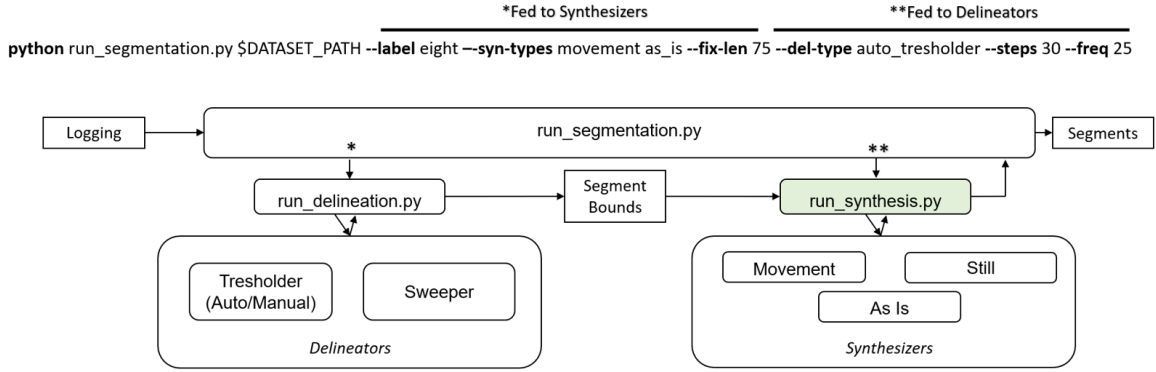 *Fed to Synthesizers
**Fed to Delineators
python run_segmentation.py $DATASET_PATH --label eight –-syn-types movement as_is --fix-len 75 --del-type auto_tresholder --steps 30 --freq 25
Logging
run_segmentation.py
Segments
*
**
run_delineation.py
Segment
Bounds
run_synthesis.py
Tresholder
(Auto/Manual)
Sweeper
Delineators
Movement
Still
As Is
Synthesizers